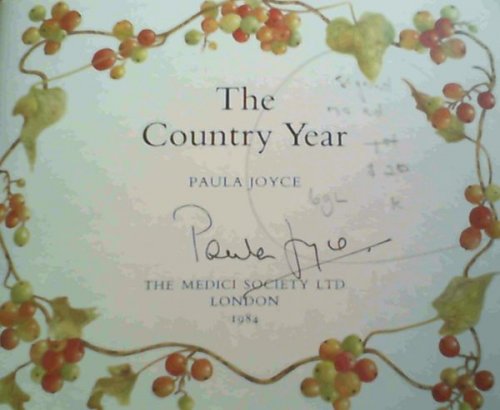 The
Country Year
PAULA JOYCE
Paula Joyce
THE MEDICI SOCIETY LTD
LONDON
1984